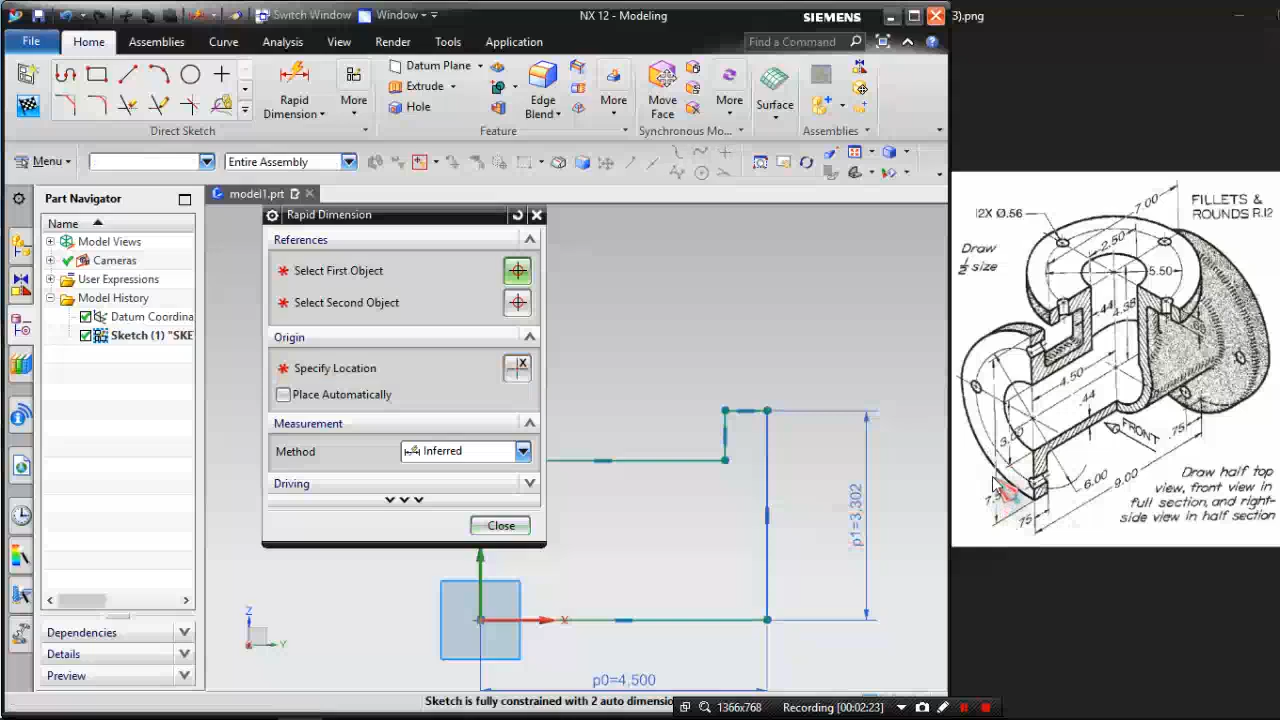 Switch Window Window NX 12 - Modeling SIEMENS 3).png
File Home Assemblies Curve Analysis View Render Tools Application Find a Command
Rapid Dimension More Datum Plane Extrude Hole Edge Blend More Move Face More Surface
Direct Sketch Feature Synchronous Mo... Assemblies
Menu Entire Assembly
Part Navigator
model1.prt
Name
Model Views
Cameras
User Expressions
Model History
Datum Coordina
Sketch (1) "SKE
Dependencies
Details
Preview
Rapid Dimension
References
Select First Object
Select Second Object
Origin
Specify Location
Place Automatically
Measurement
Method Inferred
Driving
Close
p1=3,302
X
p0=4,500
Z
Y
Sketch is fully constrained with 2 auto dimensio
1366x768 Recording [00:02:23]
12X Ø.56
7.00
FILLETS &
ROUNDS R.12
Draw
½ size
2.50
5.50
.44
4.50
.44
FRONT
.75
6.00
9.00
.75
Draw half top
view, front view in
full section, and right-
side view in half section